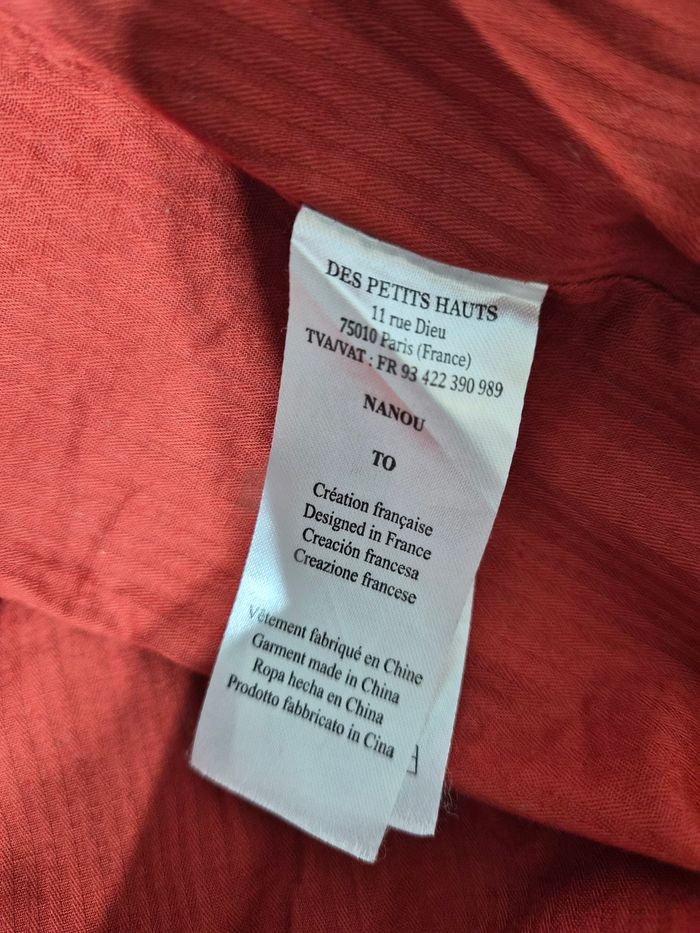 DES PETITS HAUTS
11 rue Dieu
75010 Paris (France)
TVA/VAT : FR 93 422 390 989
NANOU
TO
Création française
Designed in France
Creación francesa
Creazione francese
Vêtement fabriqué en Chine
Garment made in China
Ropa hecha en China
Prodotto fabbricato in Cina